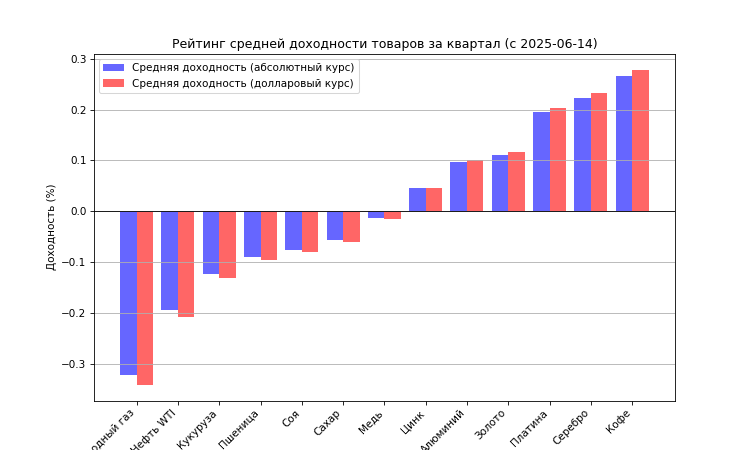 Рейтинг средней доходности товаров за квартал (с 2025-06-14)
Средняя доходность (абсолютный курс)
Средняя доходность (долларовый курс)
Доходность (%)
0.3
0.2
0.1
0.0
−0.1
−0.2
−0.3
одный газ
Нефть WTI
Кукуруза
Пшеница
Соя
Сахар
Медь
Цинк
Алюминий
Золото
Платина
Серебро
Кофе